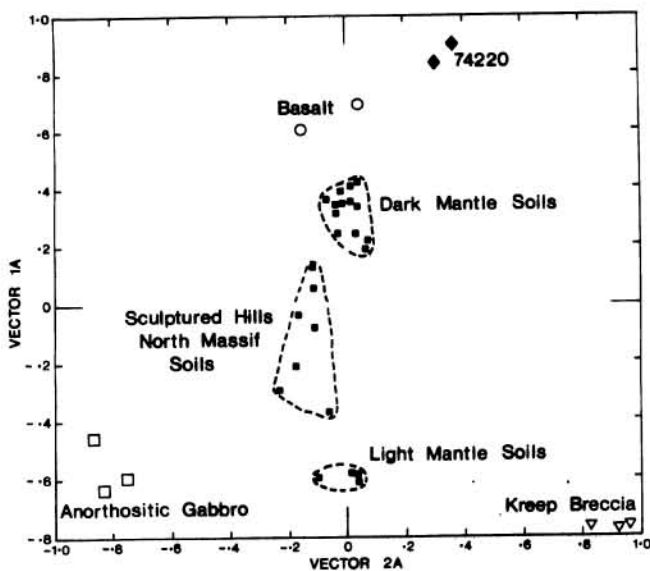 1·0
·8
·6
·4
·2
0
-·2
-·4
-·6
-·8
VECTOR 1A
74220
Basalt
Dark Mantle Soils
Sculptured Hills
North Massif
Soils
Light Mantle Soils
Anorthositic Gabbro
Kreep Breccia
-1·0
-·8
-·6
-·4
-·2
0
·2
·4
·6
·8
1·0
VECTOR 2A